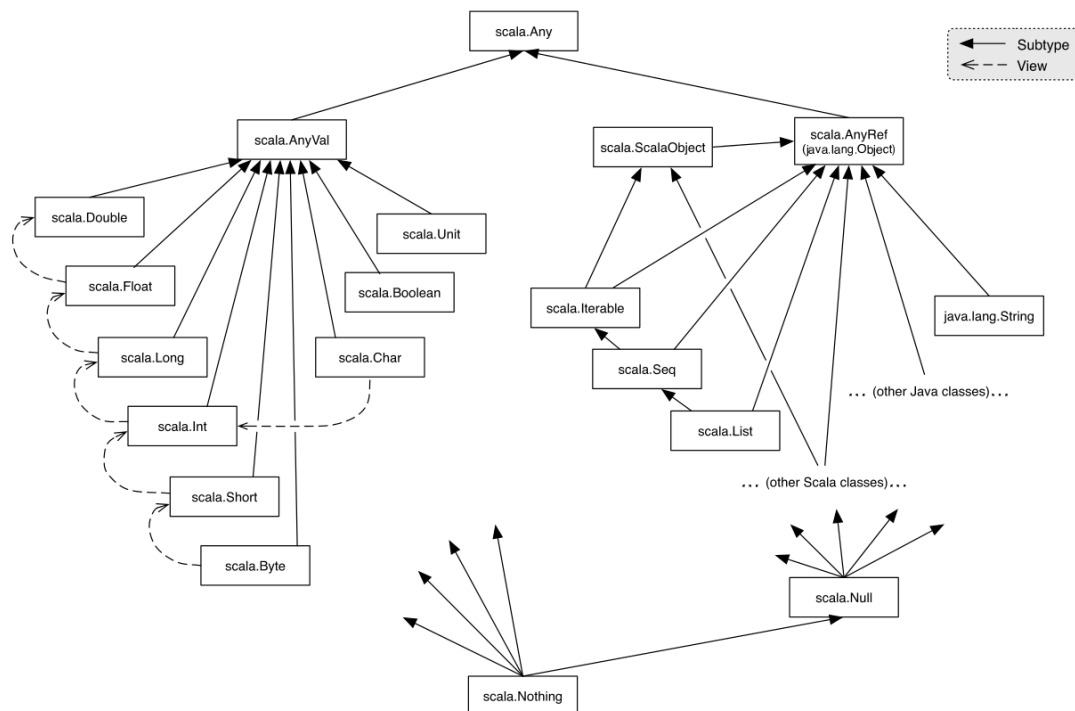 scala.Any
Subtype
View
scala.AnyVal
scala.ScalaObject
scala.AnyRef
(java.lang.Object)
scala.Double
scala.Unit
scala.Float
scala.Boolean
scala.Iterable
java.lang.String
scala.Long
scala.Char
scala.Seq
... (other Java classes)...
scala.Int
scala.List
scala.Short
... (other Scala classes)...
scala.Byte
scala.Null
scala.Nothing